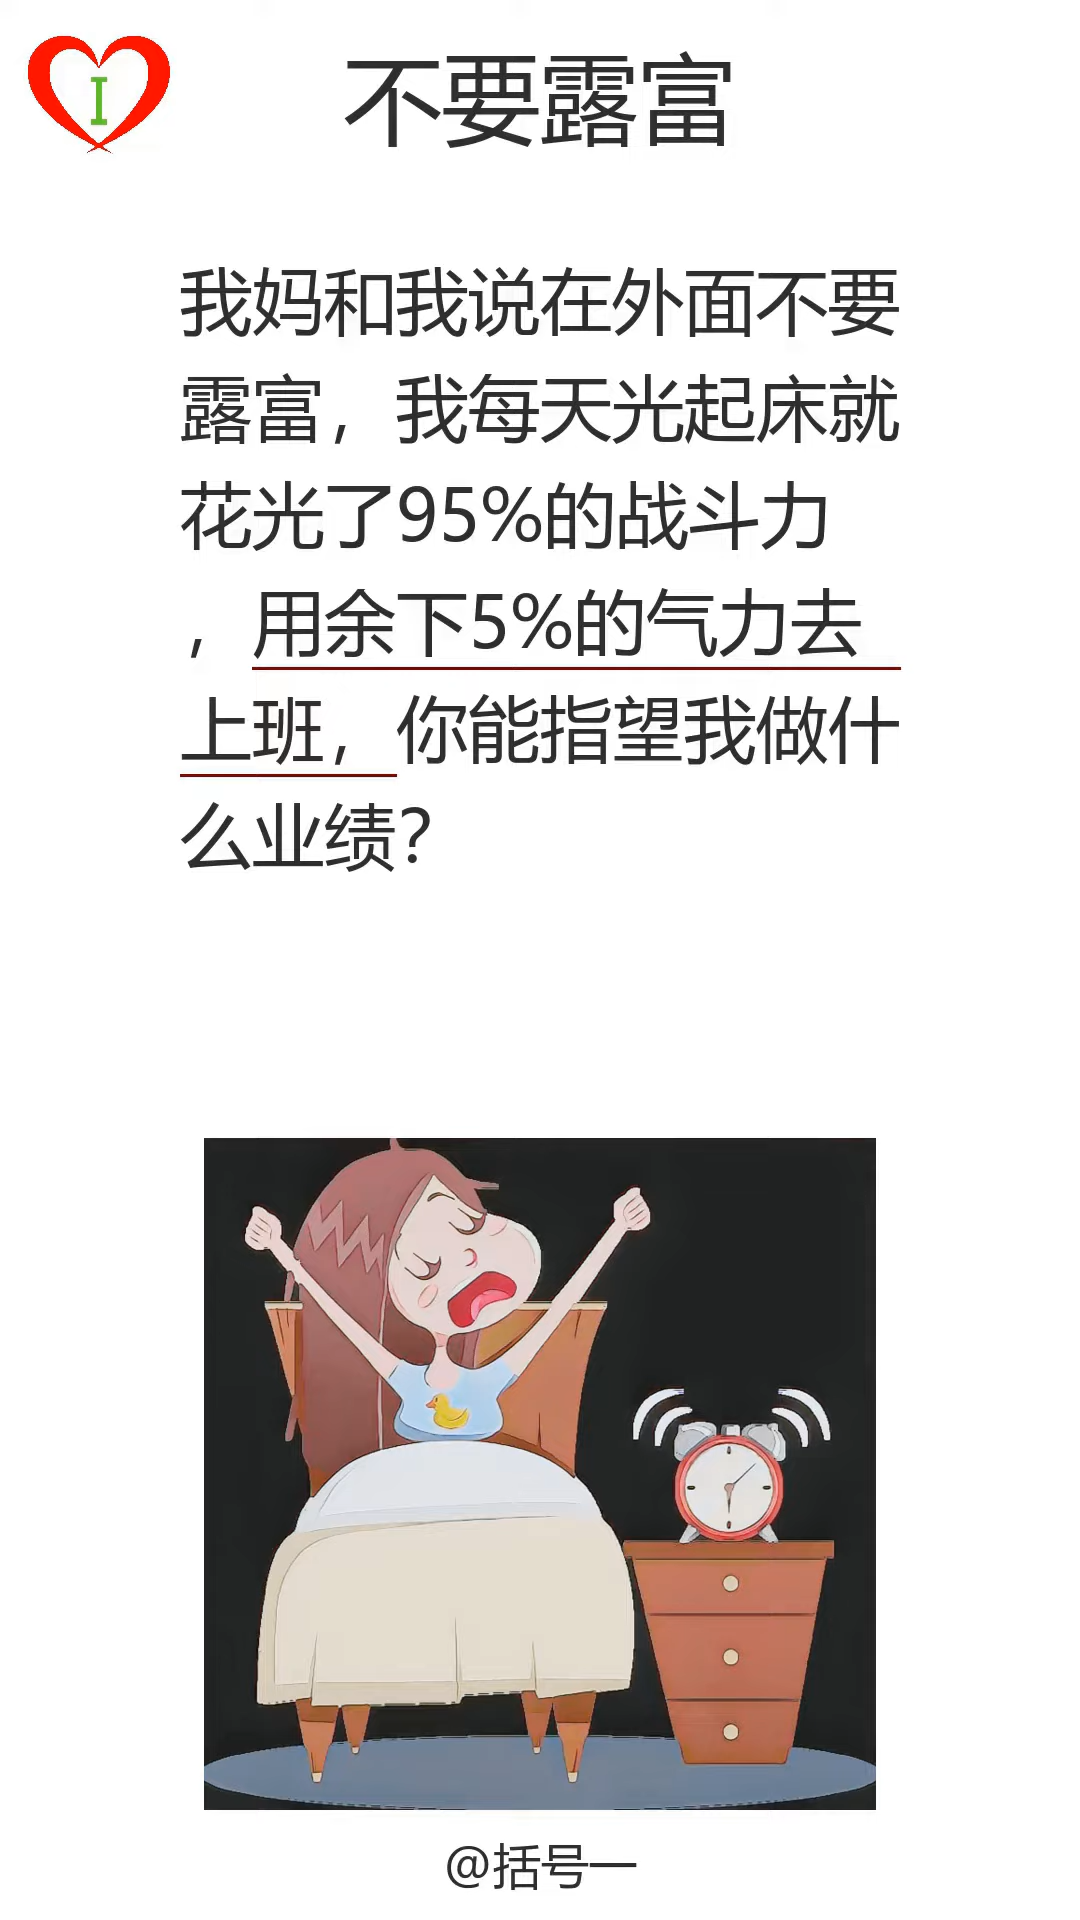 I
不要露富
我妈和我说在外面不要
露富，我每天光起床就
花光了95%的战斗力
，用余下5%的气力去
上班，你能指望我做什
么业绩？
@括号一